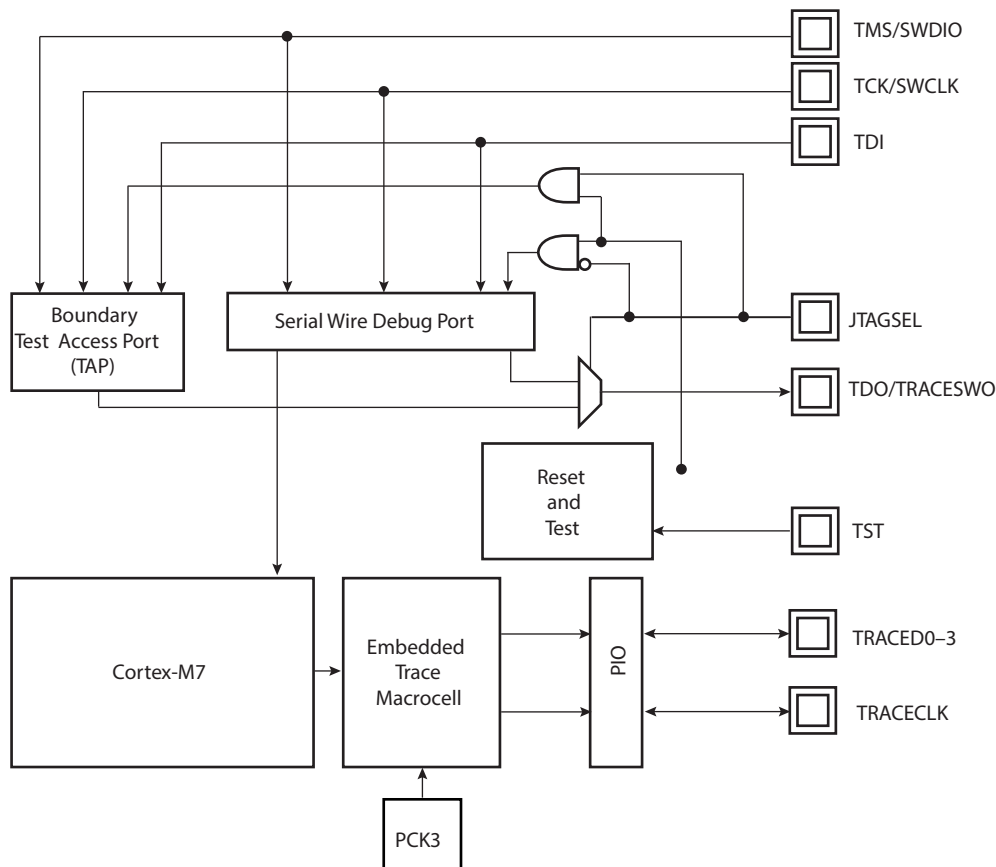 TMS/SWDIO
TCK/SWCLK
TDI
Boundary
Test Access Port
(TAP)
Serial Wire Debug Port
JTAGSEL
TDO/TRACESWO
Reset
and
Test
TST
Cortex-M7
Embedded
Trace
Macrocell
PIO
TRACED0–3
TRACECLK
PCK3